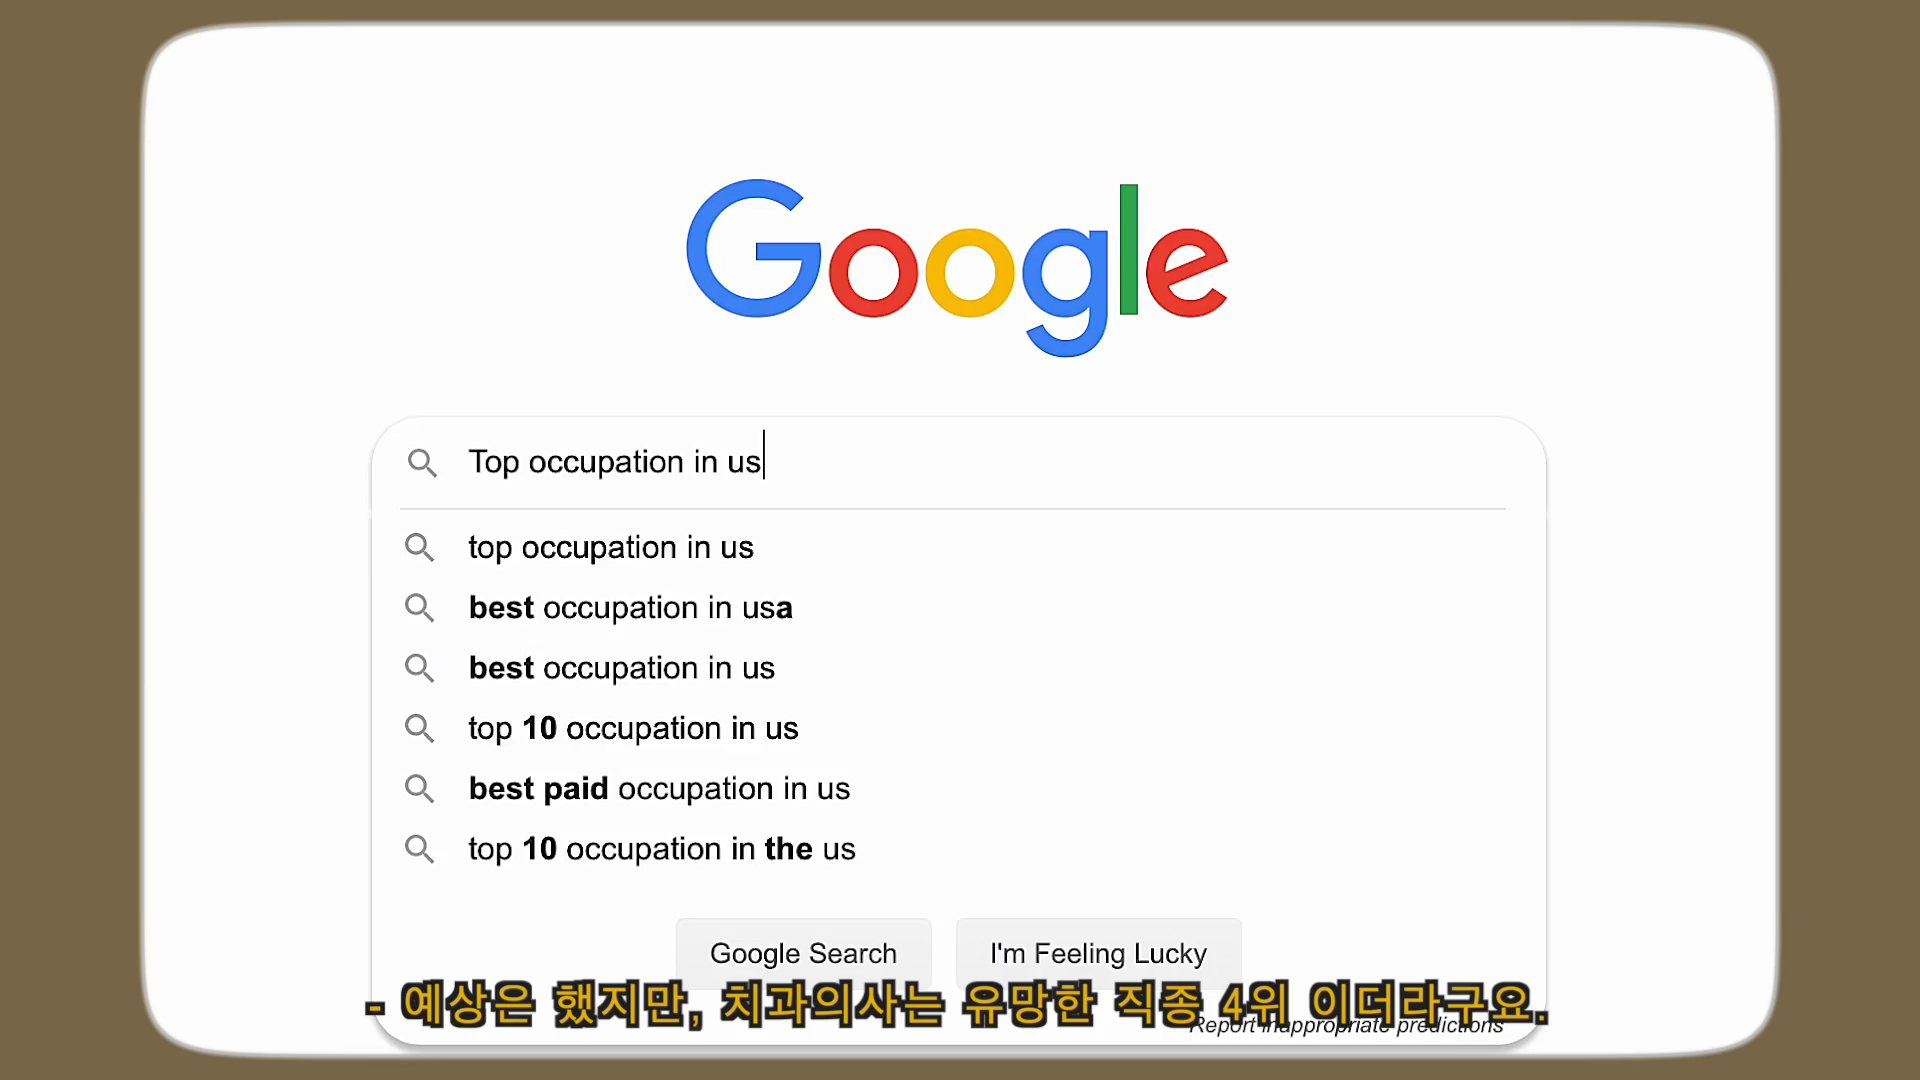 Google
Top occupation in us
top occupation in us
best occupation in usa
best occupation in us
top 10 occupation in us
best paid occupation in us
top 10 occupation in the us
Google Search
I'm Feeling Lucky
- 예상은 했지만, 치과의사는 유망한 직종 4위 이더라구요.
Report inappropriate predictions